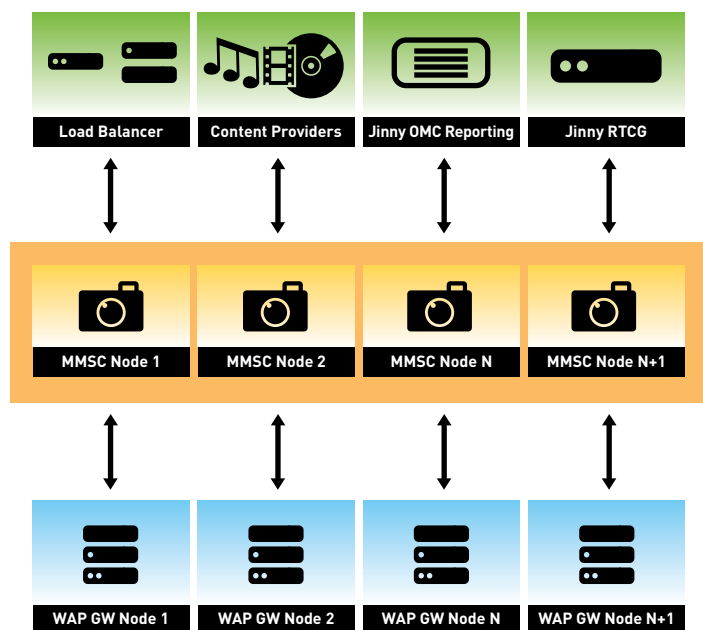 Load Balancer
Content Providers
Jinny OMC Reporting
Jinny RTCG
MMSC Node 1
MMSC Node 2
MMSC Node N
MMSC Node N+1
WAP GW Node 1
WAP GW Node 2
WAP GW Node N
WAP GW Node N+1